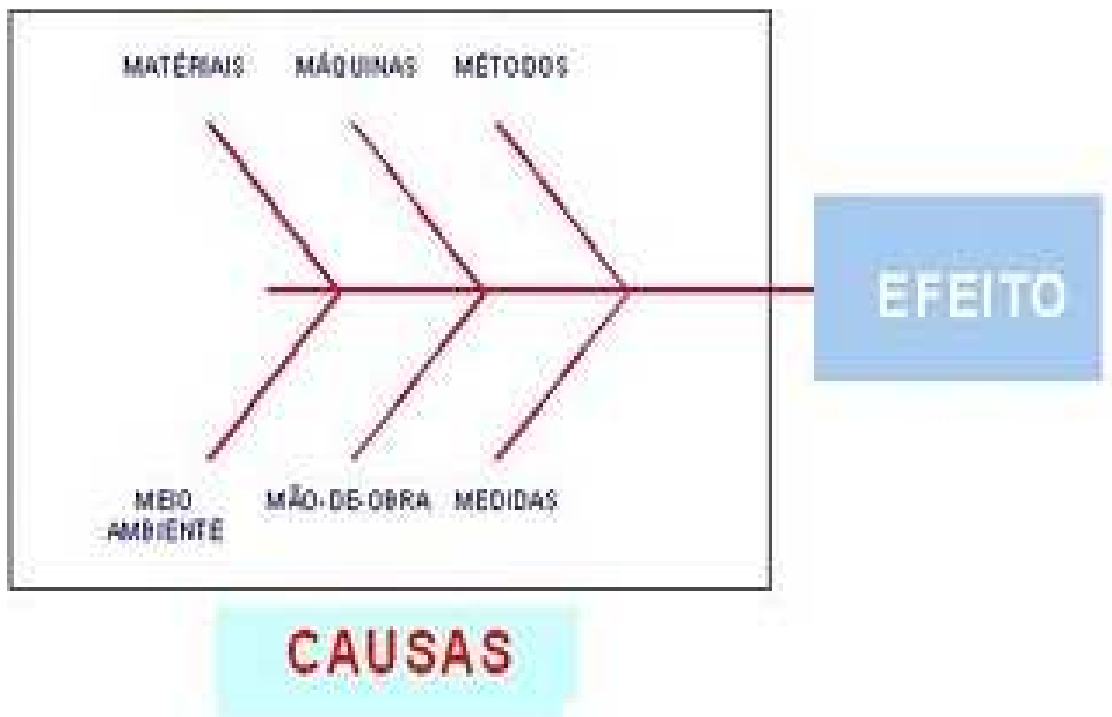 MATÉRIAIS MÁQUINAS MÉTODOS
EFEITO
MEIO MÃO-DE-OBRA MEDIDAS
AMBIENTE
CAUSAS